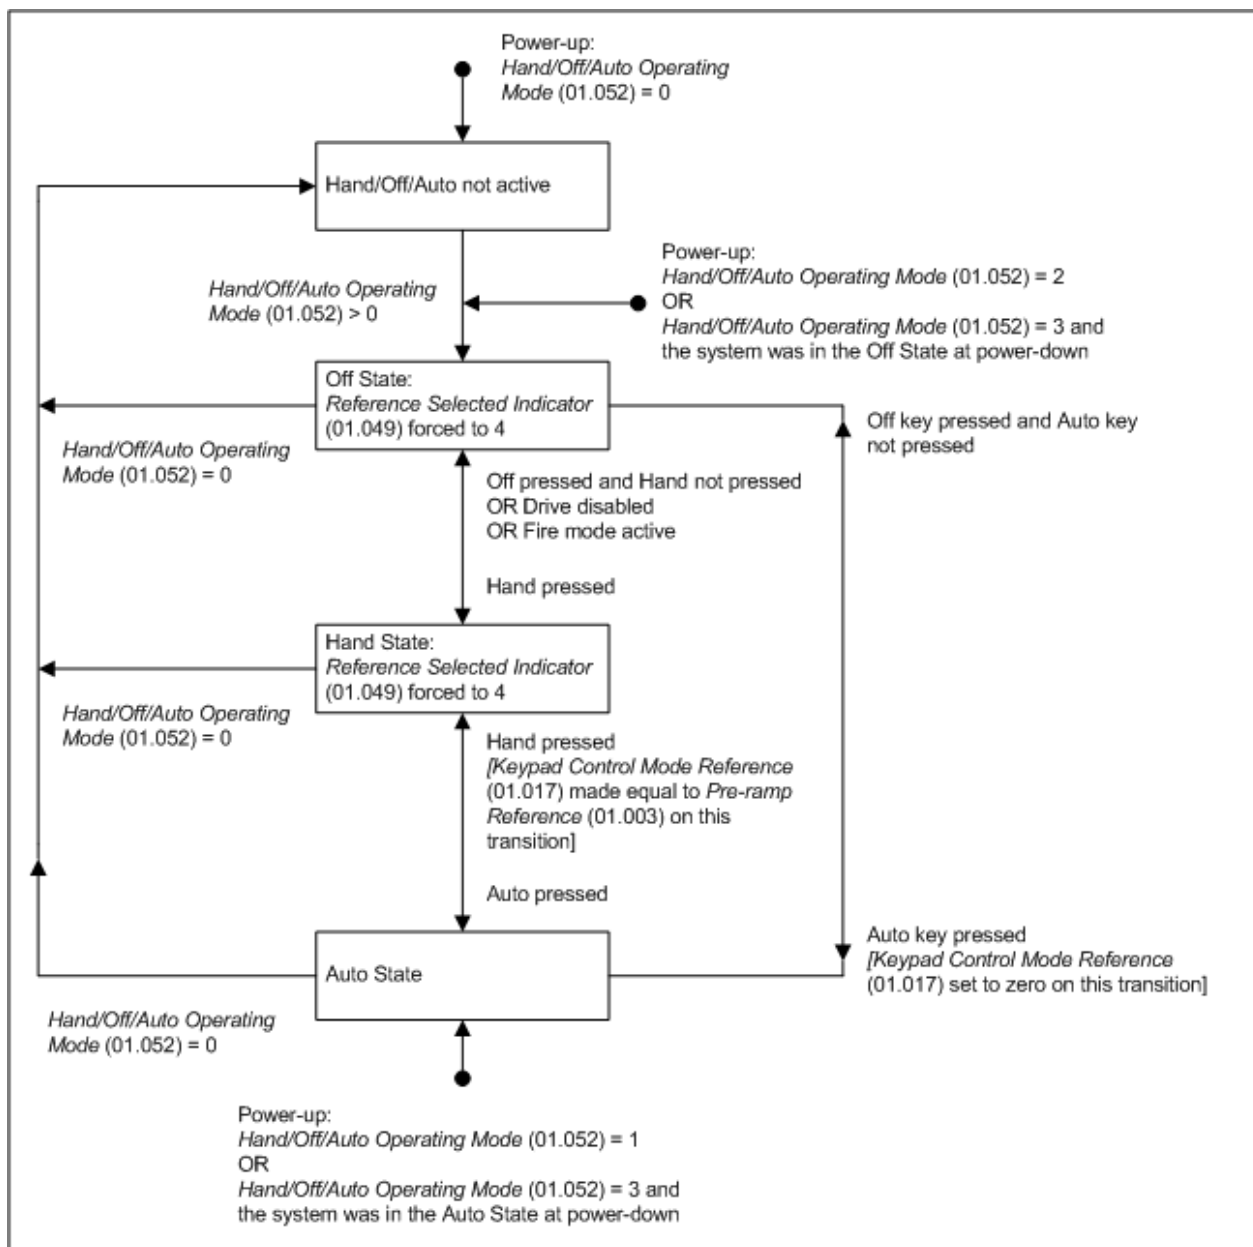 Power-up:
Hand/Off/Auto Operating
Mode (01.052) = 0
Hand/Off/Auto not active
Power-up:
Hand/Off/Auto Operating Mode (01.052) = 2
OR
Hand/Off/Auto Operating Mode (01.052) = 3 and
the system was in the Off State at power-down
Hand/Off/Auto Operating
Mode (01.052) > 0
Off State:
Reference Selected Indicator
(01.049) forced to 4
Off key pressed and Auto key
not pressed
Hand/Off/Auto Operating
Mode (01.052) = 0
Off pressed and Hand not pressed
OR Drive disabled
OR Fire mode active
Hand pressed
Hand State:
Reference Selected Indicator
(01.049) forced to 4
Hand/Off/Auto Operating
Mode (01.052) = 0
Hand pressed
[Keypad Control Mode Reference
(01.017) made equal to Pre-ramp
Reference (01.003) on this
transition]
Auto pressed
Auto key pressed
[Keypad Control Mode Reference
(01.017) set to zero on this transition]
Auto State
Hand/Off/Auto Operating
Mode (01.052) = 0
Power-up:
Hand/Off/Auto Operating Mode (01.052) = 1
OR
Hand/Off/Auto Operating Mode (01.052) = 3 and
the system was in the Auto State at power-down